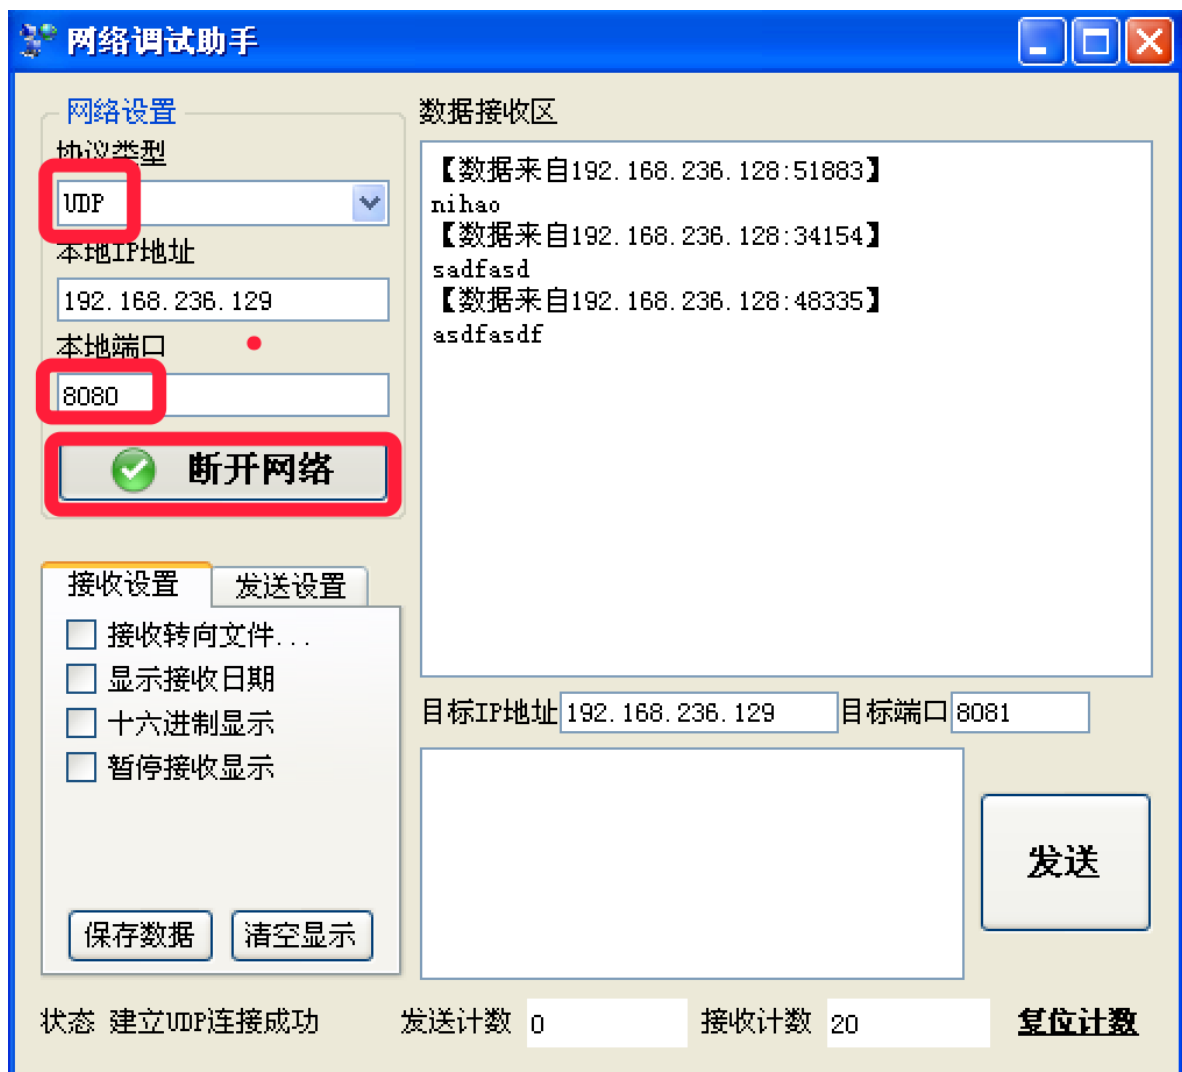 网络调试助手
网络设置
协议类型
UDP
本地IP地址
192.168.236.129
本地端口
8080
断开网络
接收设置
发送设置
接收转向文件...
显示接收日期
十六进制显示
暂停接收显示
保存数据
清空显示
数据接收区
【数据来自192.168.236.128:51883】
nihao
【数据来自192.168.236.128:34154】
sadfasd
【数据来自192.168.236.128:48335】
asdfasdf
目标IP地址 192.168.236.129 目标端口 8081
发送
状态 建立UDP连接成功 发送计数 0 接收计数 20 复位计数